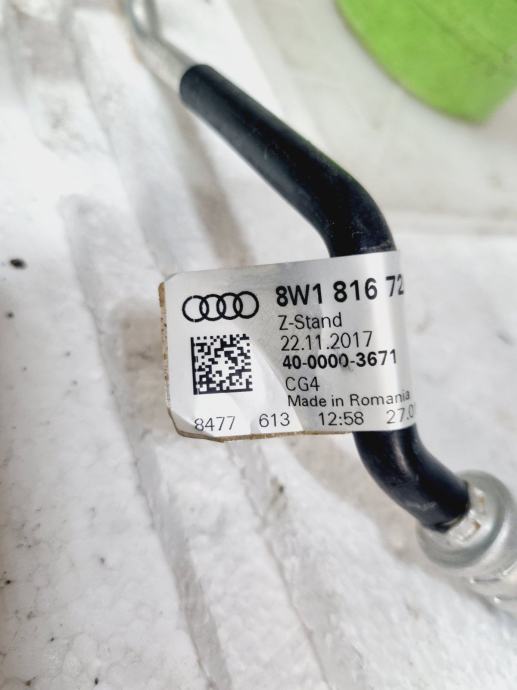 8W1 816 72
Z-Stand
22.11.2017
40-0000-3671
CG4
Made in Romania
8477 613 12:58 27.0